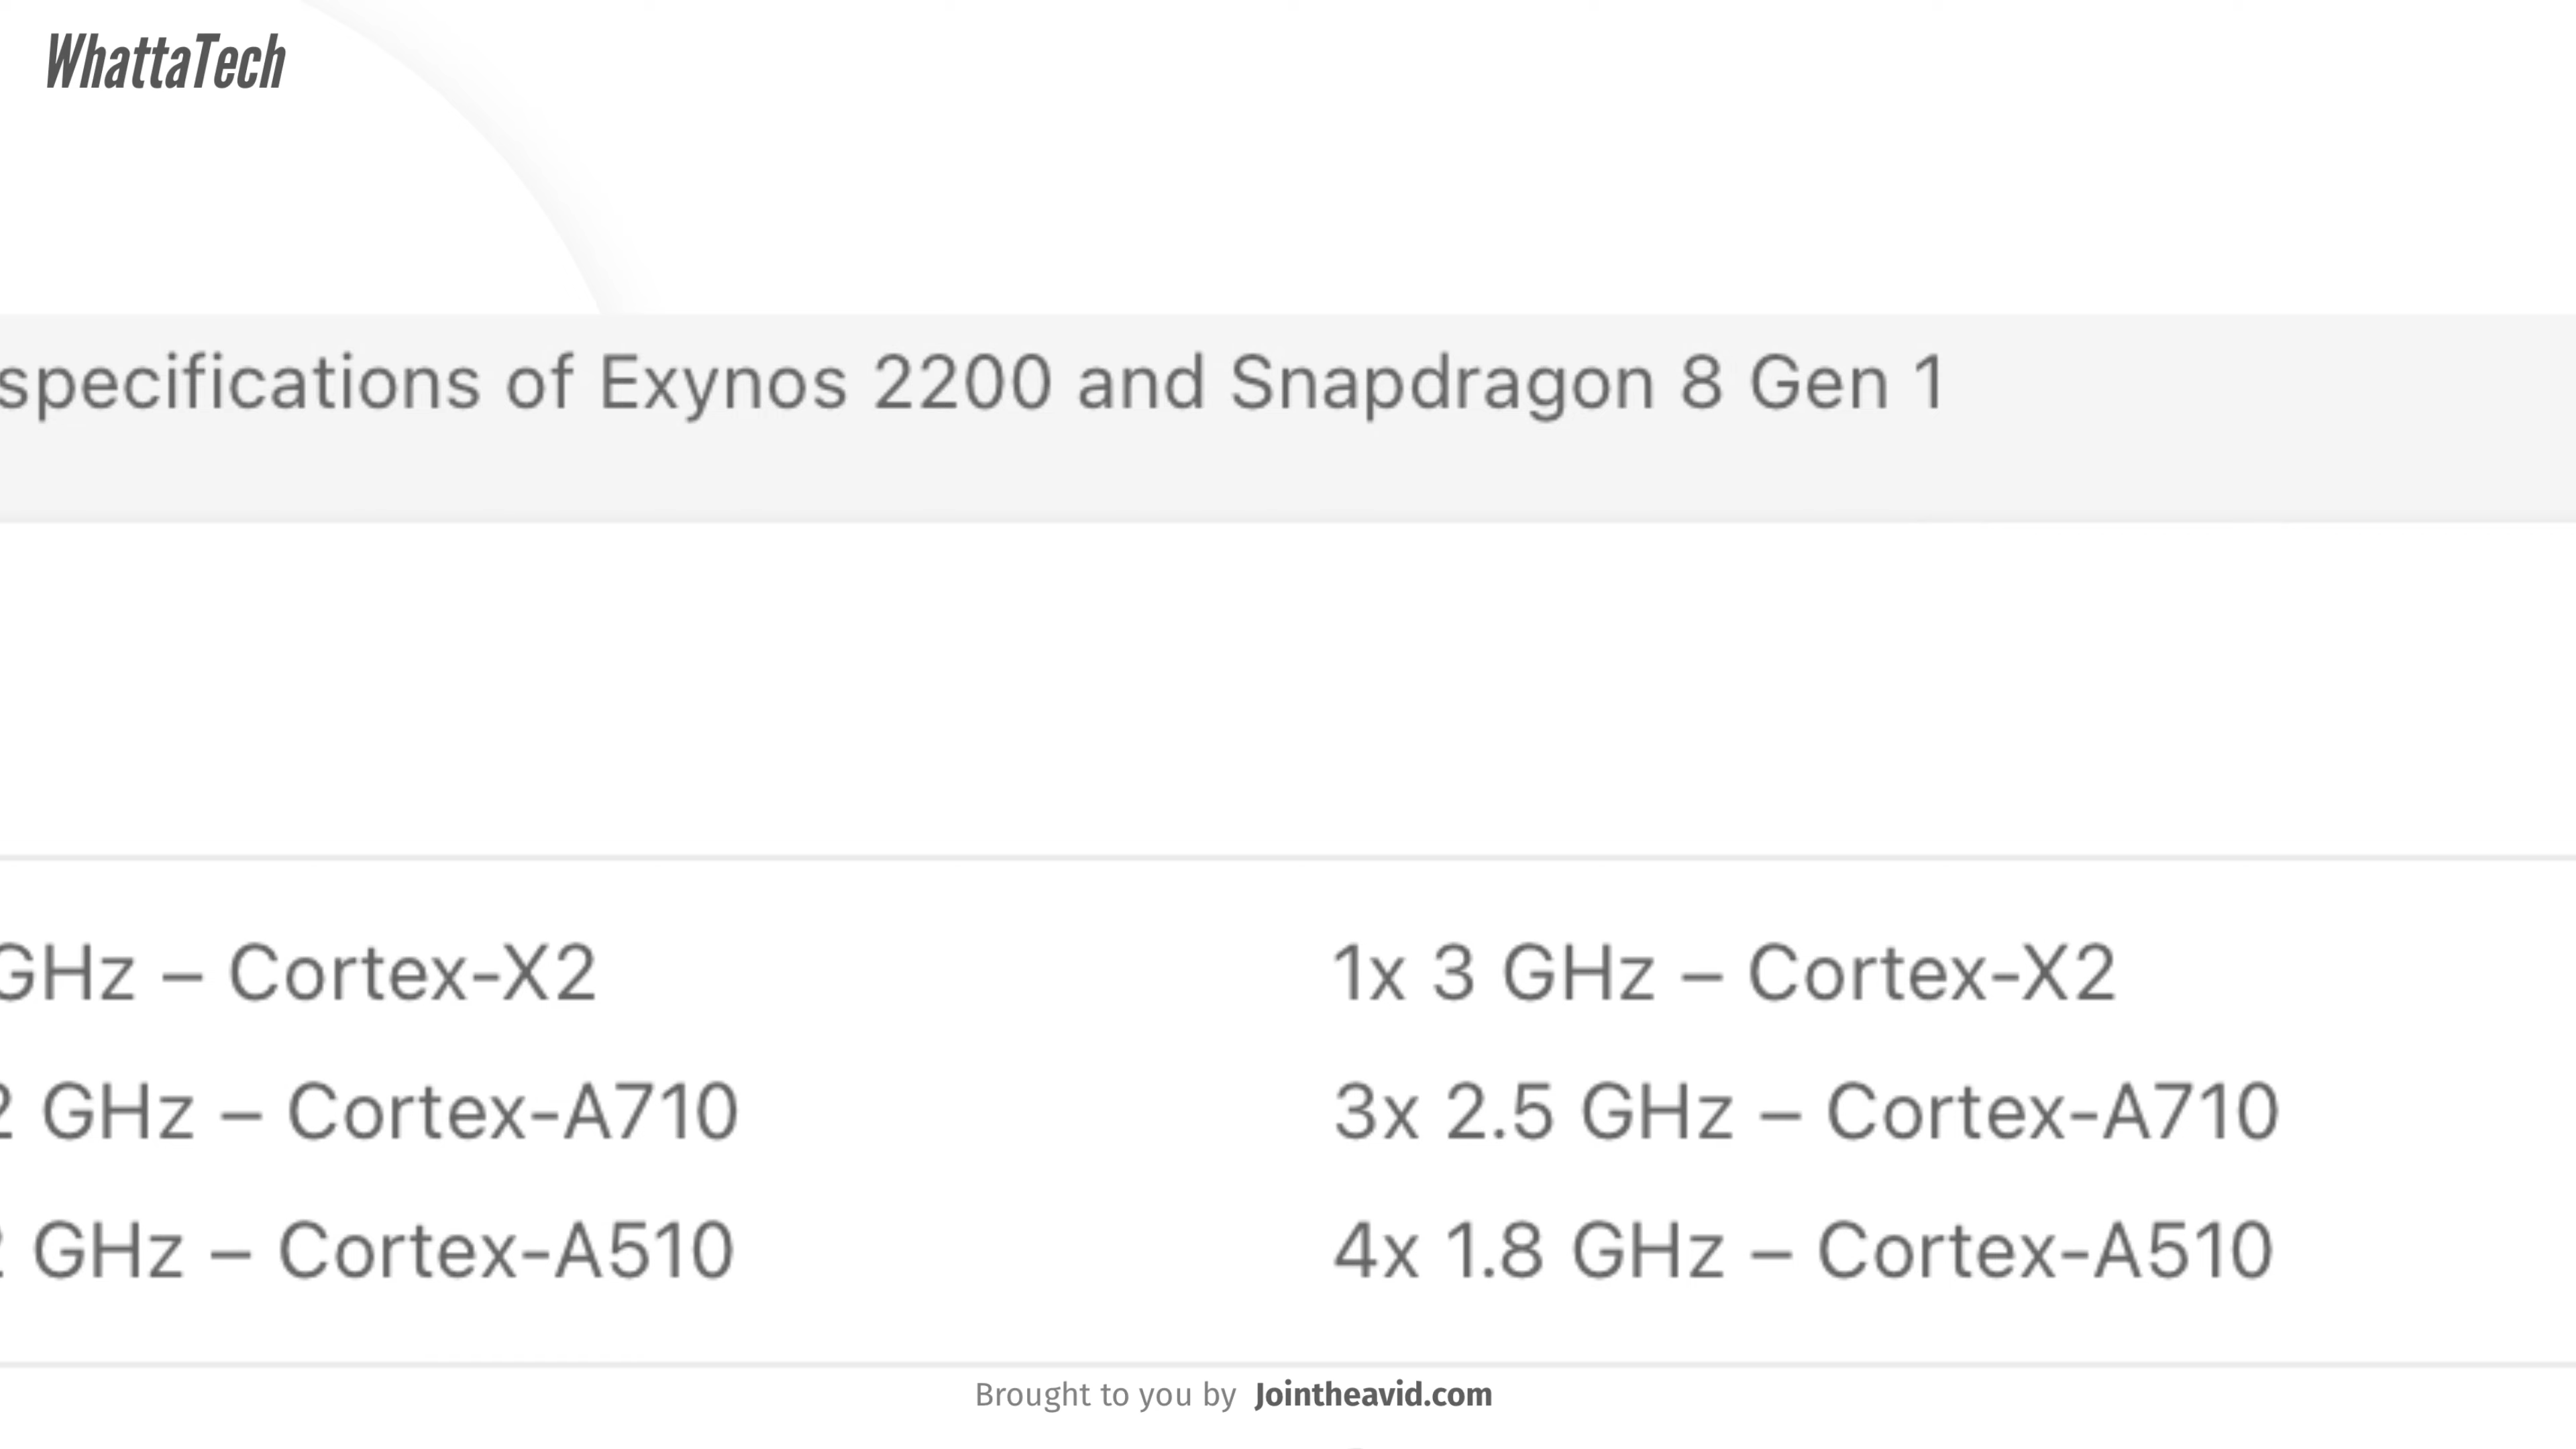 WhattaTech
specifications of Exynos 2200 and Snapdragon 8 Gen 1
GHz – Cortex-X2
1x 3 GHz – Cortex-X2
2 GHz – Cortex-A710
3x 2.5 GHz – Cortex-A710
GHz – Cortex-A510
4x 1.8 GHz – Cortex-A510
Brought to you by Jointheavid.com